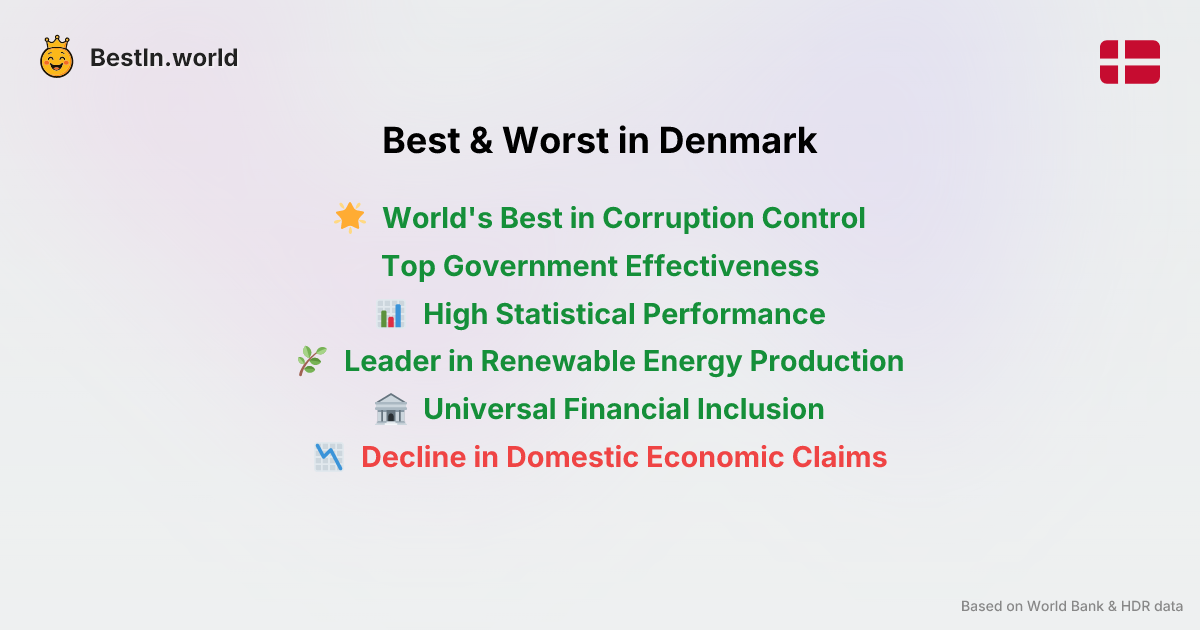 BestIn.world
Best & Worst in Denmark
World's Best in Corruption Control
Top Government Effectiveness
High Statistical Performance
Leader in Renewable Energy Production
Universal Financial Inclusion
Decline in Domestic Economic Claims
Based on World Bank & HDR data